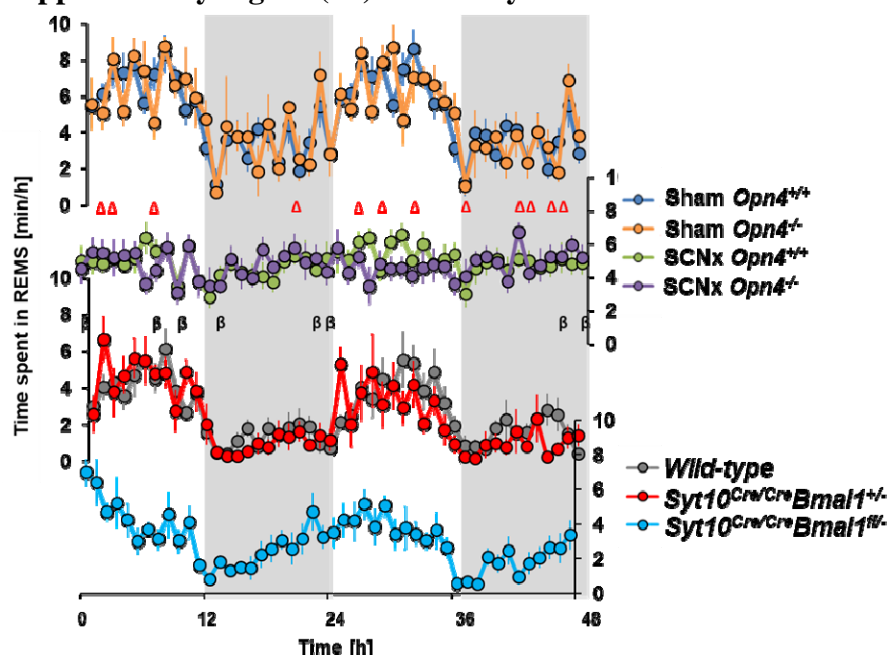 Time spent in REMS [min/h]
10
8
6
4
2
0
10
8
6
4
2
0
Δ Δ Δ Δ Δ Δ Δ Δ Δ Δ Δ Δ
β β β β β β β β
Sham Opn4+/+
Sham Opn4-/-
SCNx Opn4+/+
SCNx Opn4-/-
10
8
6
4
2
0
10
8
6
4
2
0
Wild-type
Syt10Cre/CreBmal1+/-
Syt10Cre/CreBmal1fl/-
0 12 24 36 48
Time [h]